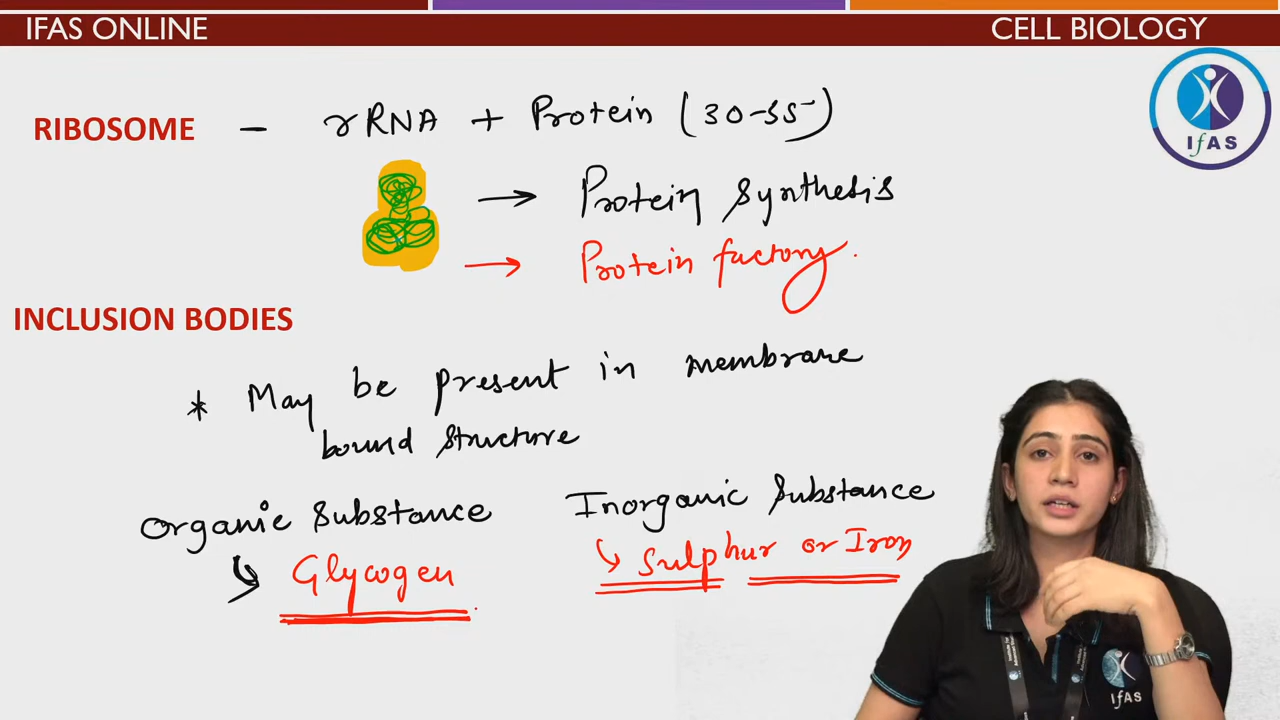 IFAS ONLINE
CELL BIOLOGY
IfAS
RIBOSOME - rRNA + Protein (30-55)
→ Protein Synthesis
→ Protein factory.
INCLUSION BODIES
* May be present in membrane
bound structure
Organic Substance
Glycogen
Inorganic Substance
Sulphur or Iron
IfAS